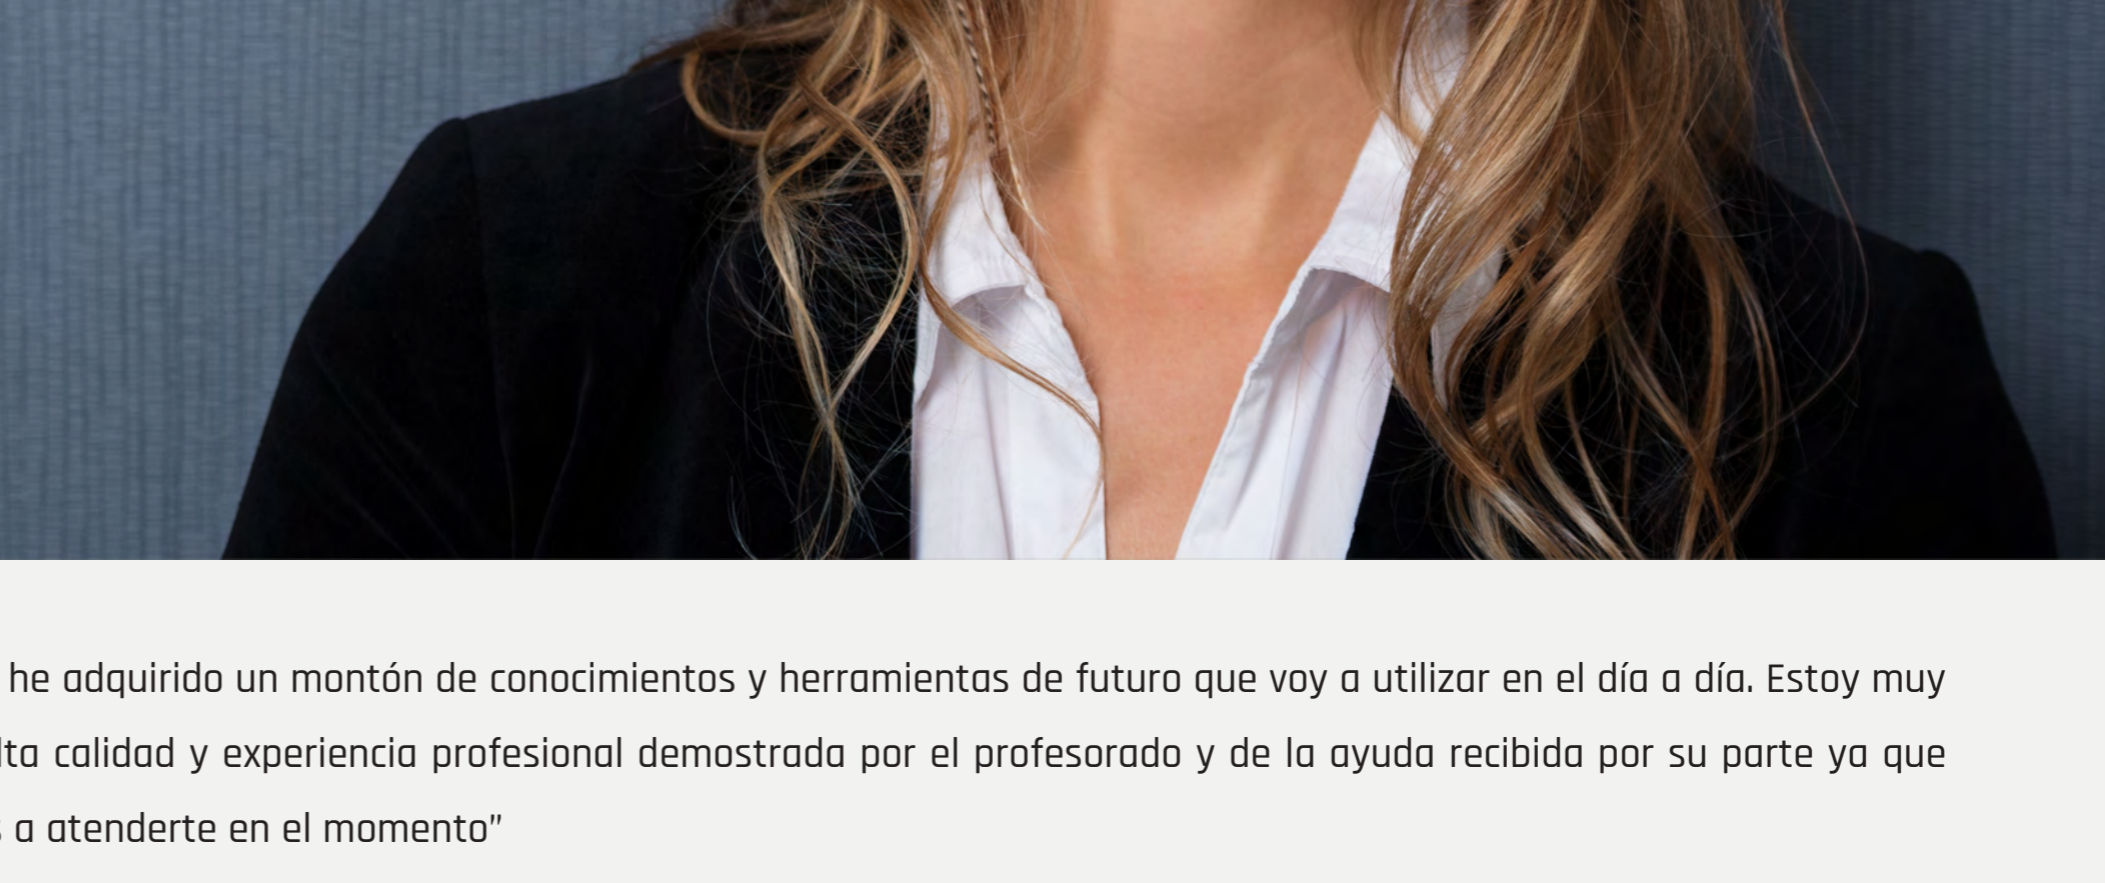 he adquirido un montón de conocimientos y herramientas de futuro que voy a utilizar en el día a día. Estoy muy
calidad y experiencia profesional demostrada por el profesorado y de la ayuda recibida por su parte ya que
a atenderte en el momento”